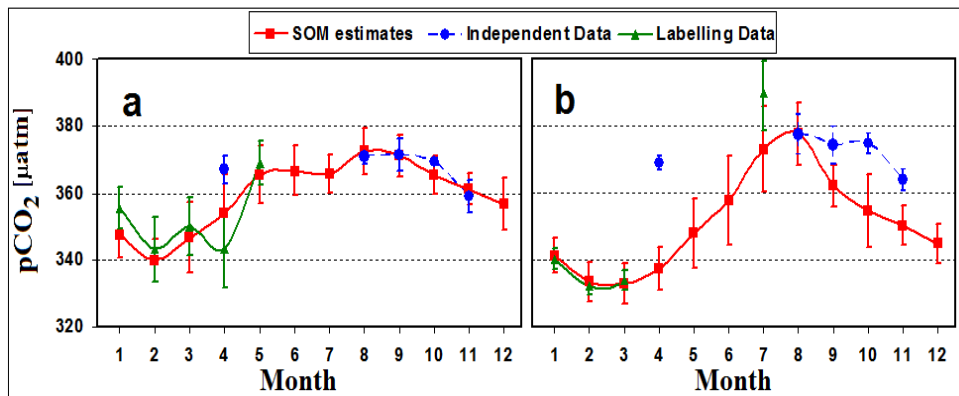 SOM estimates Independent Data Labelling Data
pCO₂ [µatm]
400
380
360
340
320
a
b
1 2 3 4 5 6 7 8 9 10 11 12
1 2 3 4 5 6 7 8 9 10 11 12
Month
Month